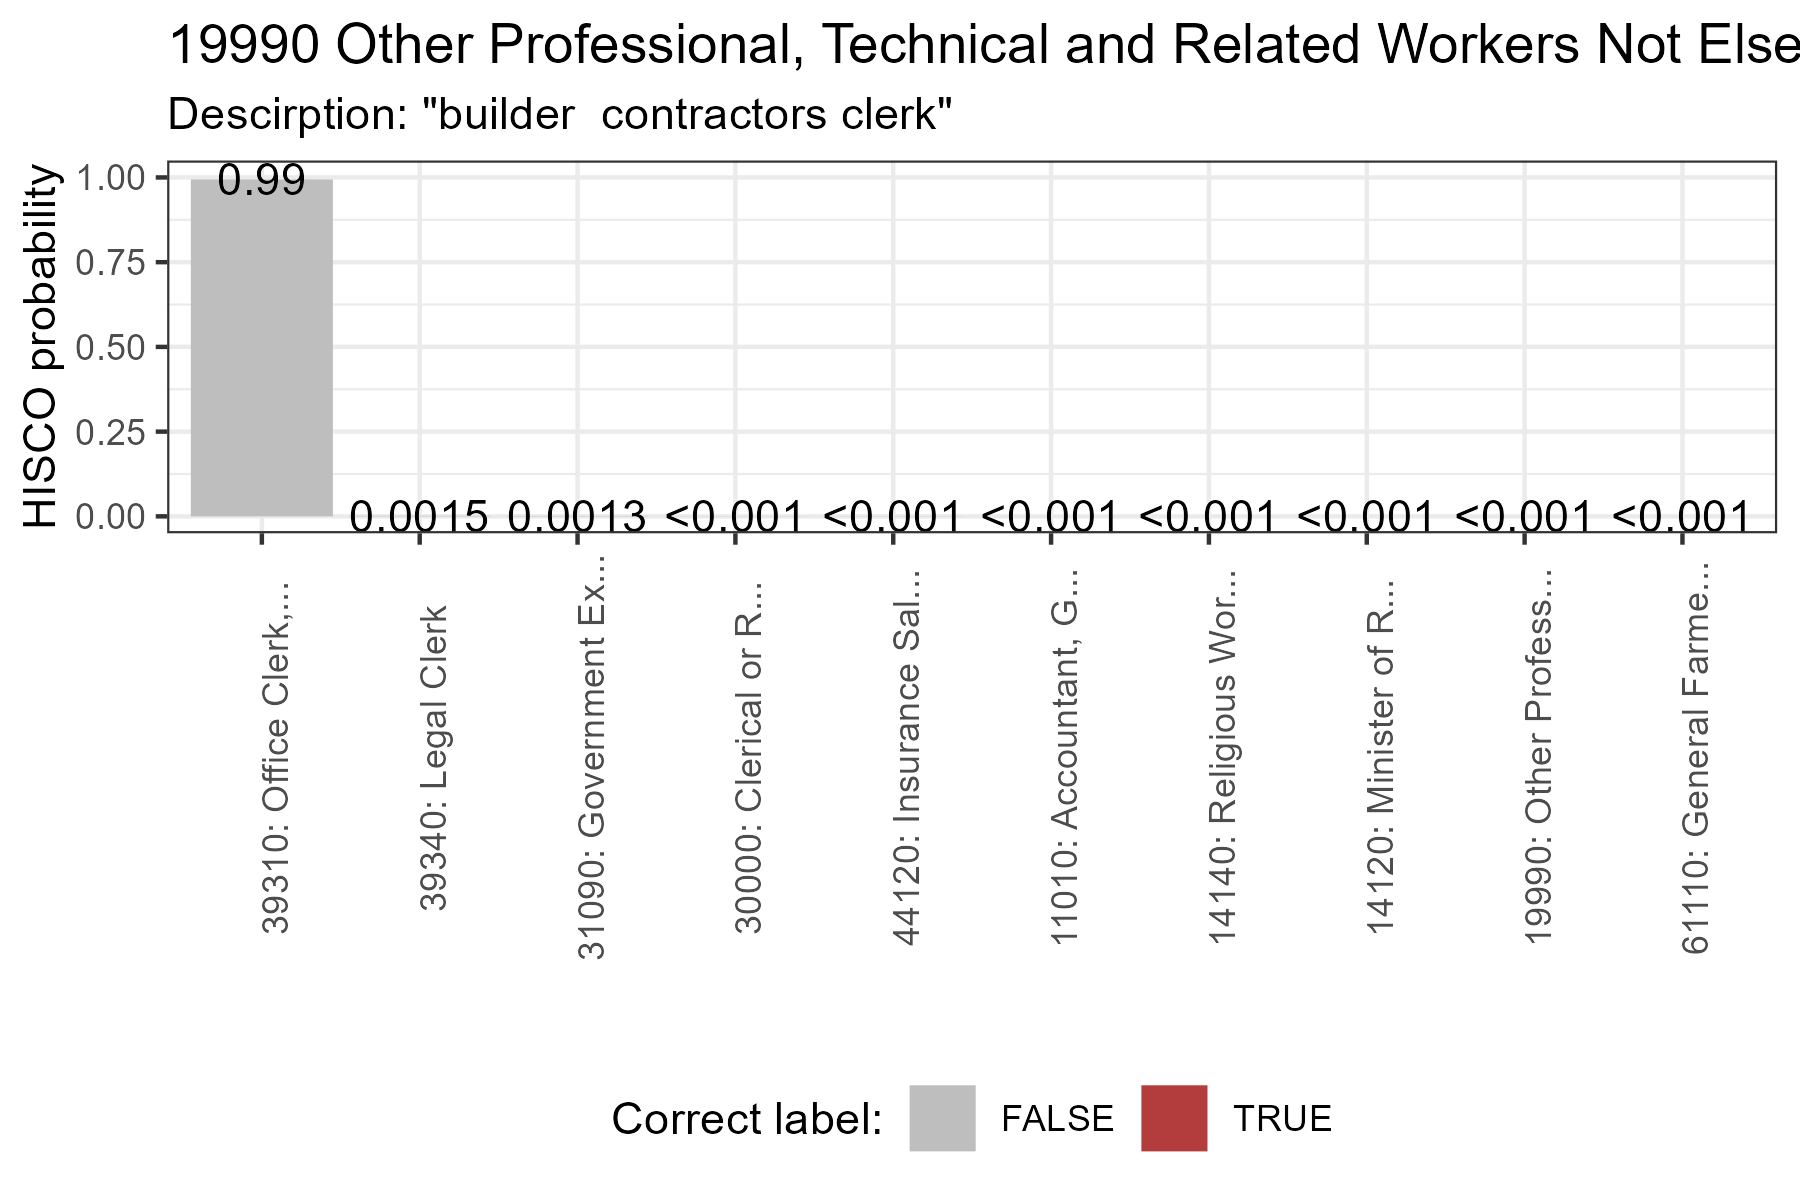 19990 Other Professional, Technical and Related Workers Not Else
Descirption: "builder  contractors clerk"
HISCO probability
1.00
0.75
0.50
0.25
0.00
0.99
0.0015
0.0013
<0.001
<0.001
<0.001
<0.001
<0.001
<0.001
<0.001
39310: Office Clerk,...
39340: Legal Clerk
31090: Government Ex...
30000: Clerical or R...
44120: Insurance Sal...
11010: Accountant, G...
14140: Religious Wor...
14120: Minister of R...
19990: Other Profess...
61110: General Farme...
Correct label: FALSE TRUE